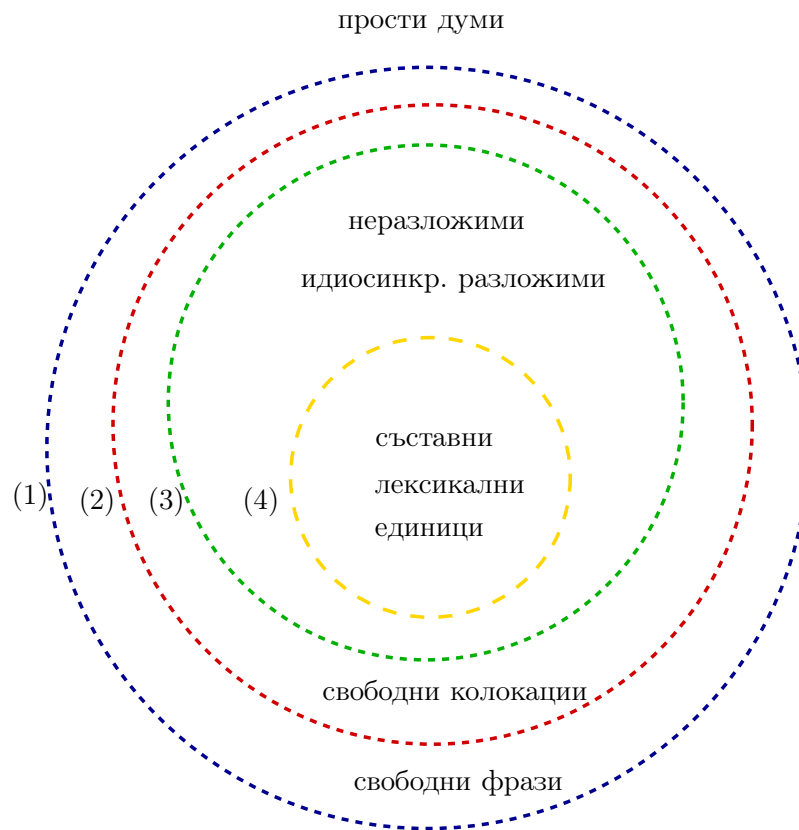 прости думи
неразложими
идиосинкр. разложими
съставни
лексикални
единици
(1)
(2)
(3)
(4)
свободни колокации
свободни фрази